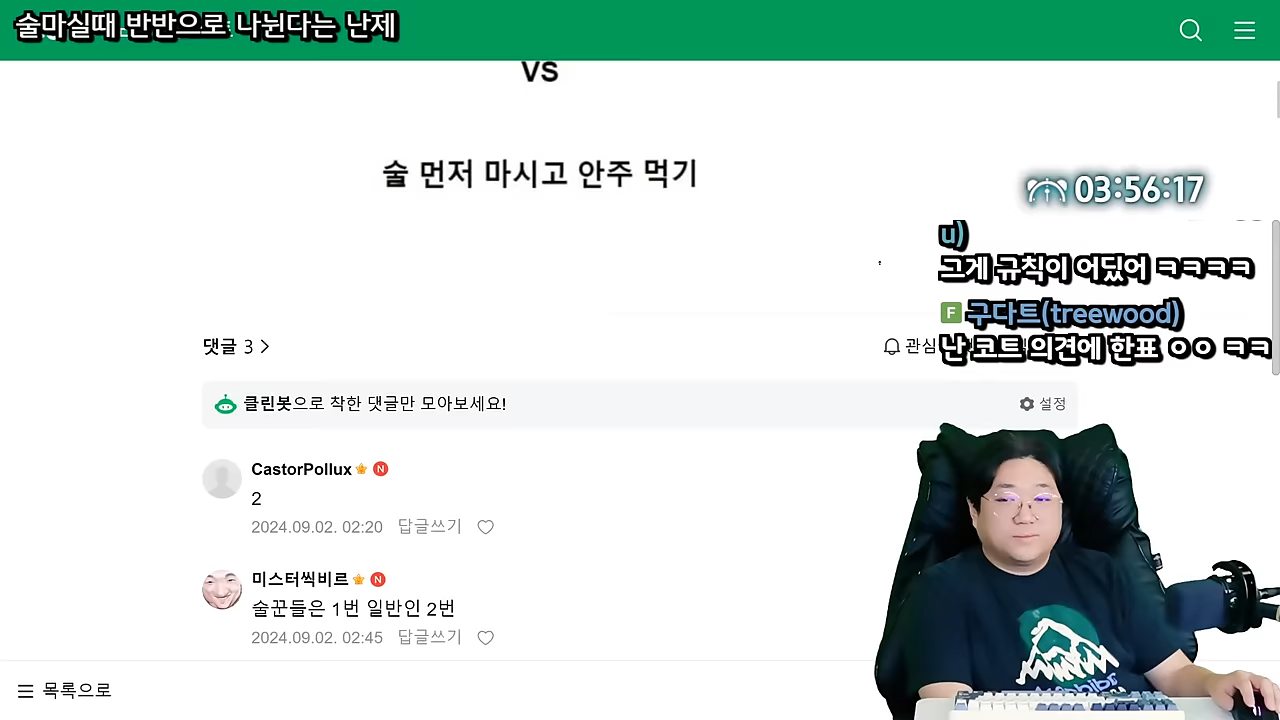 술마실때 반반으로 나뉜다는 난제
VS
술 먼저 마시고 안주 먹기
03:56:17
u)
그게 규칙이 어딨어 ㅋㅋㅋㅋ
F 구다트(treewood)
난 코트 의견에 한표 ㅇㅇ ㅋㅋ
댓글 3
관심
클린봇으로 착한 댓글만 모아보세요!
설정
CastorPollux N
2
2024.09.02. 02:20 답글쓰기
미스터씩비르 N
술꾼들은 1번 일반인 2번
2024.09.02. 02:45 답글쓰기
목록으로